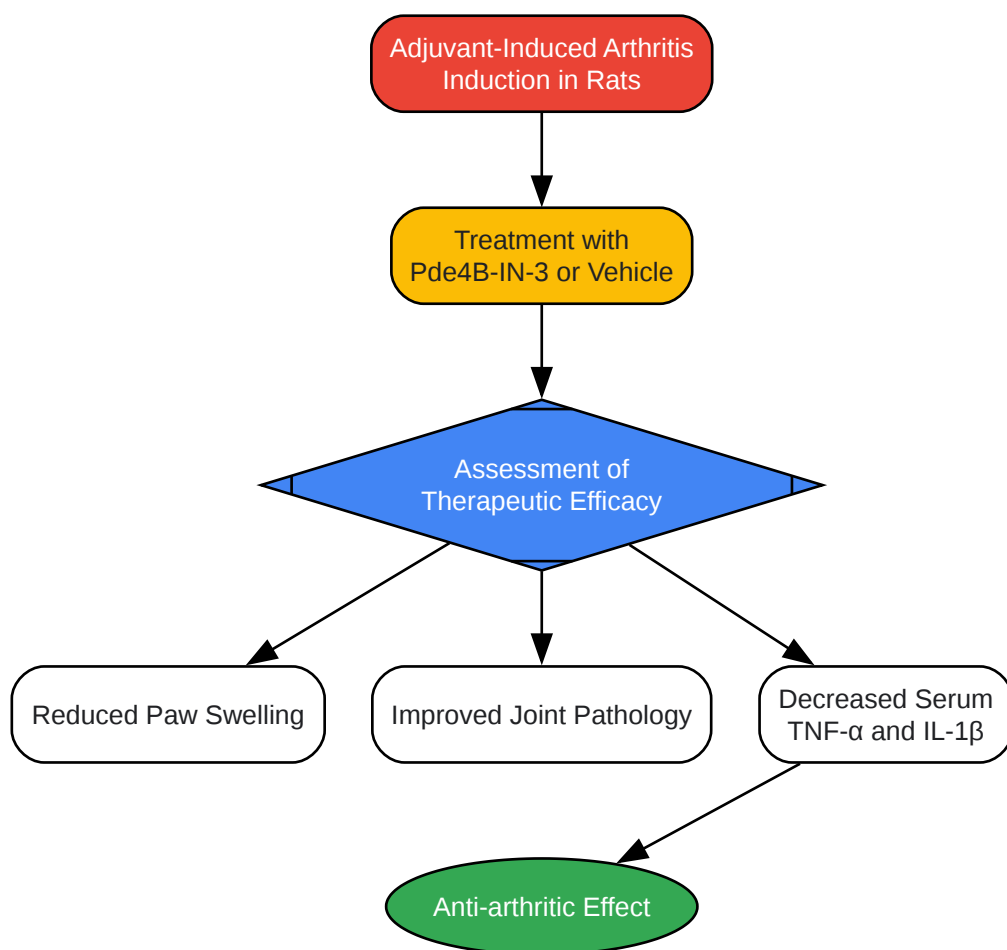 Adjuvant-Induced Arthritis
Induction in Rats
Treatment with
Pde4B-IN-3 or Vehicle
Assessment of
Therapeutic Efficacy
Reduced Paw Swelling
Improved Joint Pathology
Decreased Serum
TNF-α and IL-1β
Anti-arthritic Effect